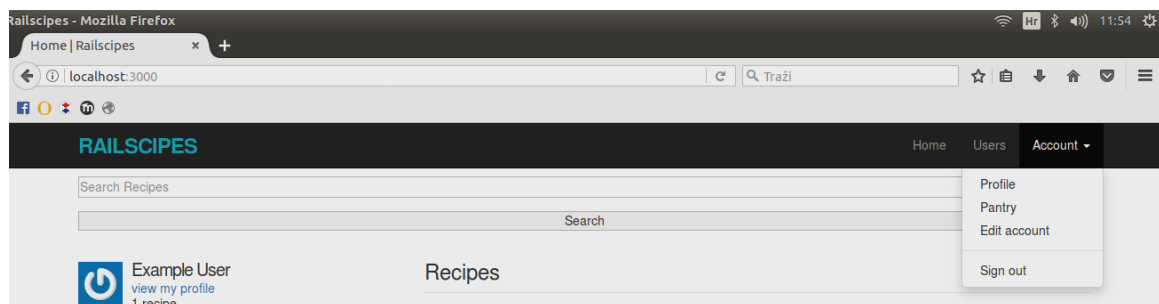 Railscipes - Mozilla Firefox
Hr 11:54
Home | Railscipes × +
localhost:3000
Traži
RAILSCIPES Home Users Account
Search Recipes
Search
Profile
Pantry
Edit account
Sign out
Example User
view my profile
1 recipe
Recipes